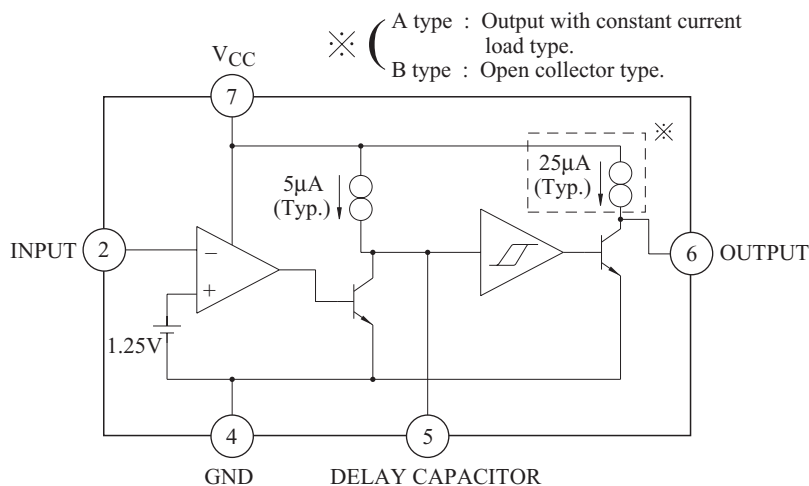 ※ ( A type : Output with constant current
load type.
B type : Open collector type.
VCC
7
※
5μA
(Typ.)
25μA
(Typ.)
INPUT 2
−
+
6 OUTPUT
1.25V
4
5
GND
DELAY CAPACITOR